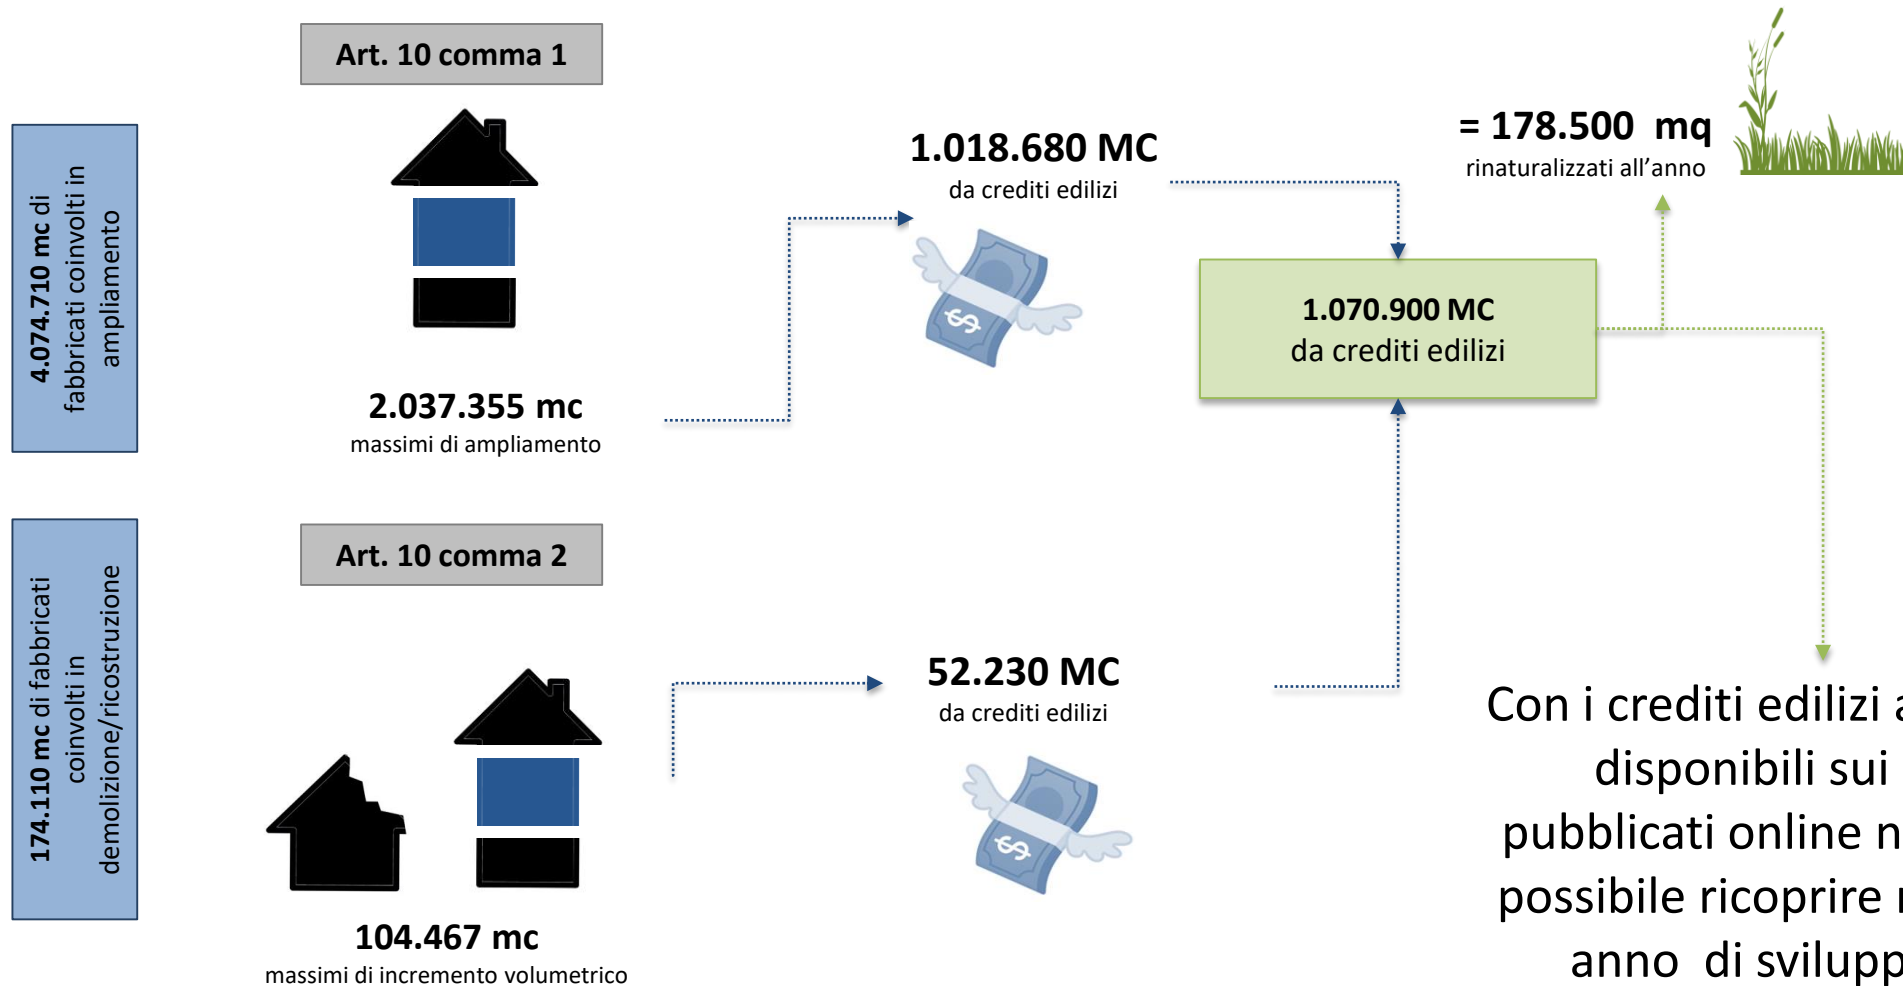 Art. 10 comma 1
4.074.710 mc di
fabbricati coinvolti in
ampliamento
2.037.355 mc
massimi di ampliamento
1.018.680 MC
da crediti edilizi
= 178.500 mq
rinaturalizzati all'anno
1.070.900 MC
da crediti edilizi
Art. 10 comma 2
174.110 mc di fabbricati
coinvolti in
demolizione/ricostruzione
104.467 mc
massimi di incremento volumetrico
52.230 MC
da crediti edilizi
Con i crediti edilizi
disponibili sui
pubblicati online
possibile ricoprire
anno di